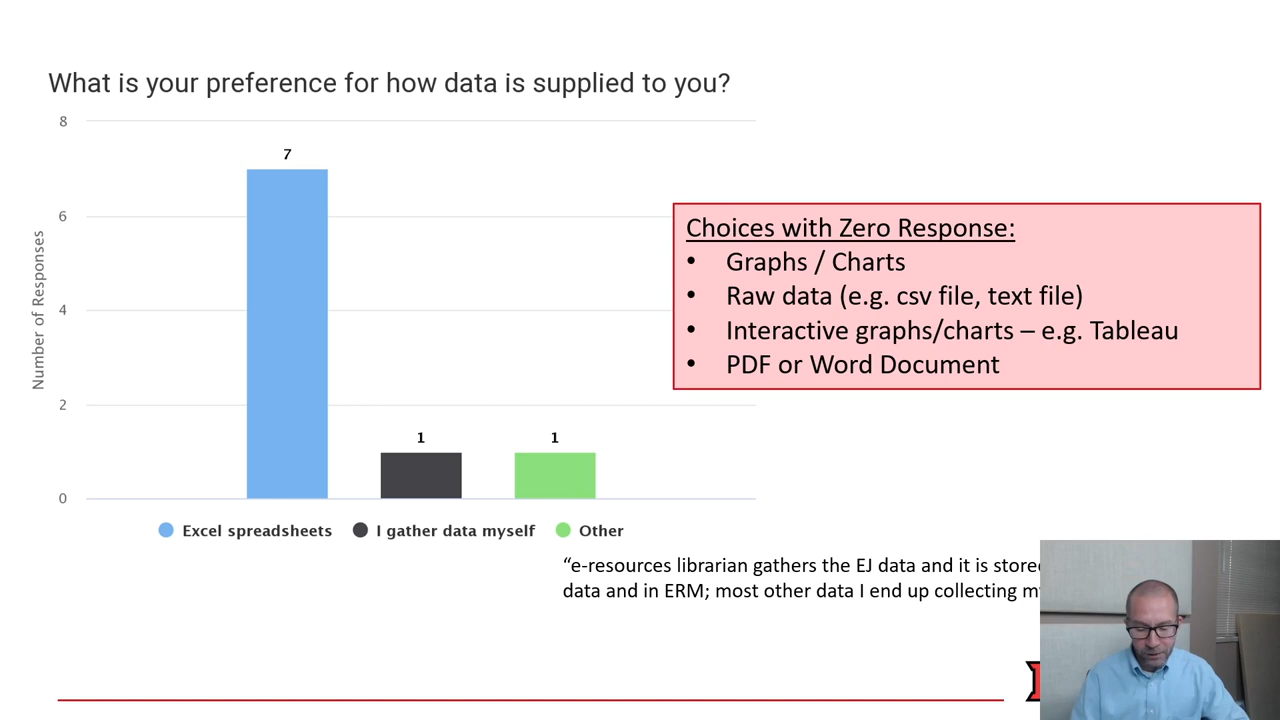 What is your preference for how data is supplied to you?
8
7
6
4
2
0
1
1
Number of Responses
Excel spreadsheets
I gather data myself
Other
Choices with Zero Response:
• Graphs / Charts
• Raw data (e.g. csv file, text file)
• Interactive graphs/charts – e.g. Tableau
• PDF or Word Document
“e-resources librarian gathers the EJ data and it is
data and in ERM; most other data I end up collecting